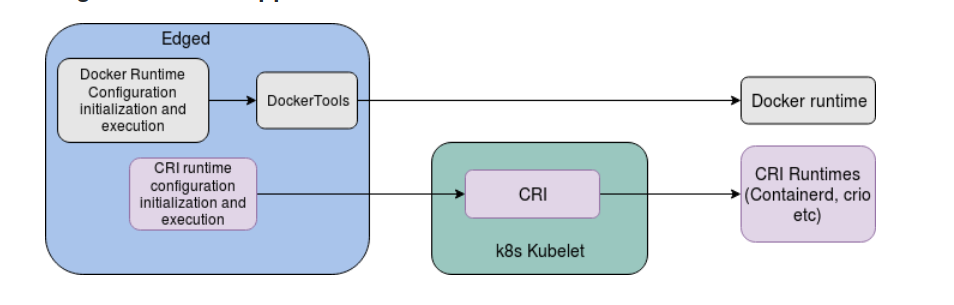 Edged
Docker Runtime
Configuration
initialization and
execution
DockerTools
Docker runtime
CRI runtime
configuration
initialization and
execution
CRI
k8s Kubelet
CRI Runtimes
(Containerd, crio
etc)